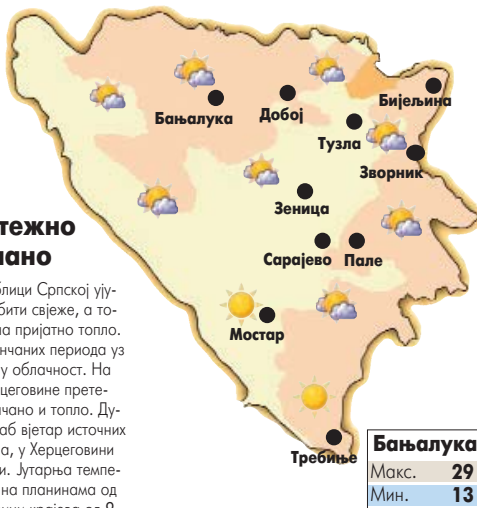 Бањалука
Добој
Бијељина
Тузла
Зворник
Зеница
Сарајево Пале
Мостар
Требиње
тежно
чано
блици Српској ују-
бити свјеже, а то-
на пријатно топло.
нчаних периода уз
у облачност. На
цеговине прете-
чано и топло. Ду-
аб вјетар источних
а, у Херцеговини
и. Јутарња темпе-
на планинама од
Бањалука
Макс. 29
Мин. 13